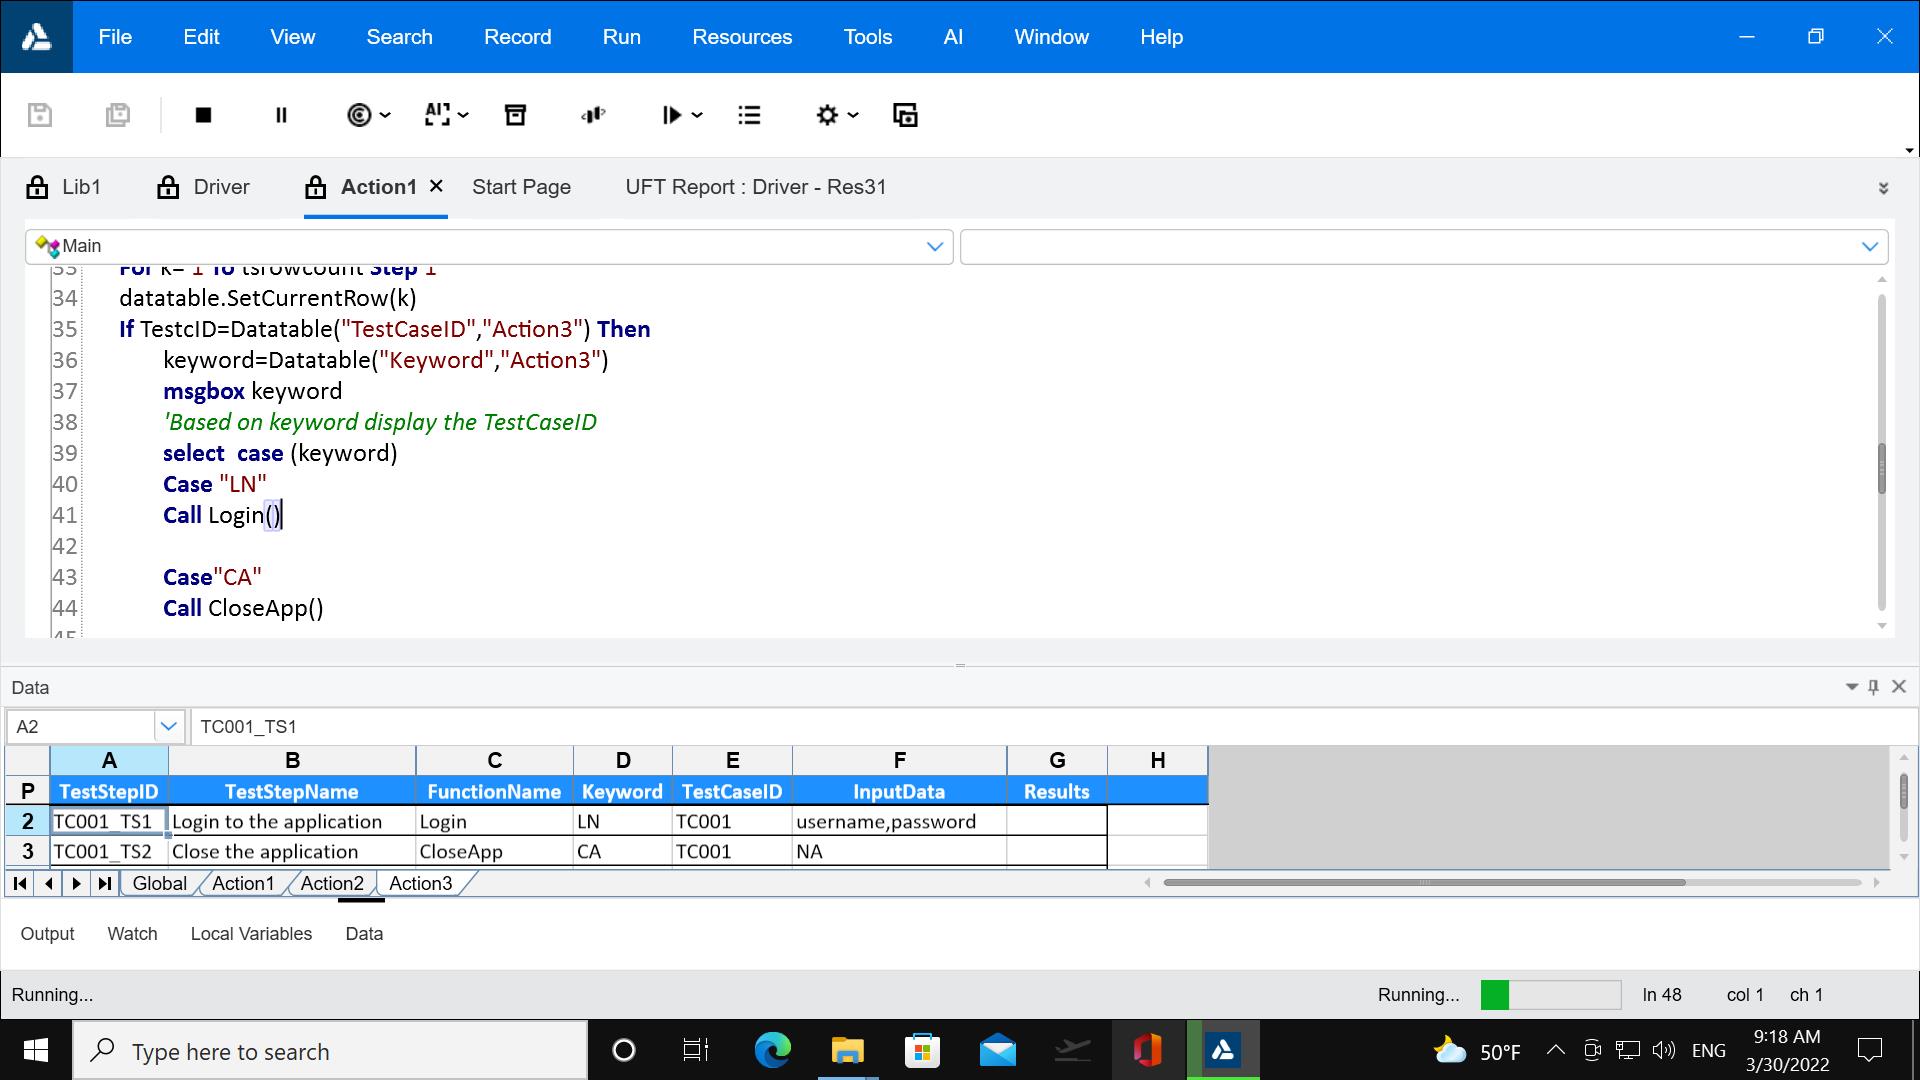 File Edit View Search Record Run Resources Tools AI Window Help
AI
Lib1 Driver Action1 Start Page UFT Report : Driver - Res31
Main
33 For k= 1 To tsrowcount Step 1
34 datatable.SetCurrentRow(k)
35 If TestcID=Datatable("TestCaseID","Action3") Then
36 keyword=Datatable("Keyword","Action3")
37 msgbox keyword
38 'Based on keyword display the TestCaseID
39 select  case (keyword)
40 Case "LN"
41 Call Login()
42
43 Case"CA"
44 Call CloseApp()
45
Data
A2 TC001_TS1
A B C D E F G H
P TestStepID TestStepName FunctionName Keyword TestCaseID InputData Results
2 TC001_TS1 Login to the application Login LN TC001 username,password
3 TC001_TS2 Close the application CloseApp CA TC001 NA
Global Action1 Action2 Action3
Output Watch Local Variables Data
Running... Running... ln 48 col 1 ch 1
Type here to search 50°F ENG 9:18 AM
3/30/2022